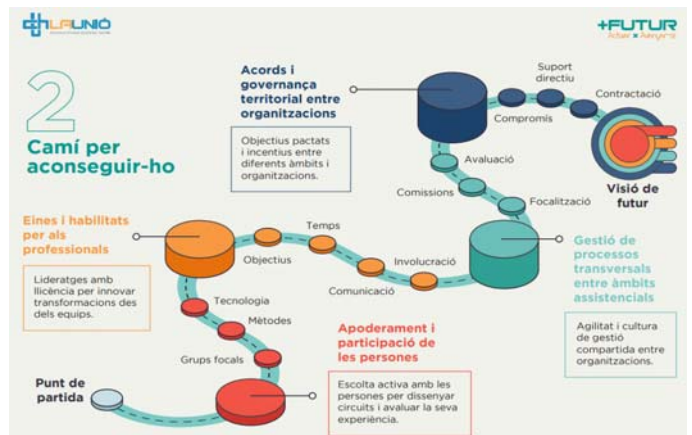 LAUNIÓ
+FUTUR
2
Camí per
aconseguir-ho
Acords i
governança
territorial entre
organitzacions
Objectius pactats
i incentius entre
diferents àmbits i
organitzacions.
Suport
directiu
Contractació
Compromís
Visió de
futur
Avaluació
Comissions
Focalització
Eines i habilitats
per als
professionals
Lideratges amb
llicència per innovar
transformacions des
dels equips.
Temps
Objectius
Involucració
Comunicació
Gestió de
processos
transversals
entre àmbits
assistencials
Agilitat i cultura
de gestió
compartida entre
organitzacions.
Tecnologia
Mètodes
Grups focals
Apoderament i
participació de
les persones
Escolta activa amb les
persones per dissenyar
circuits i avaluar la seva
experiència.
Punt de
partida